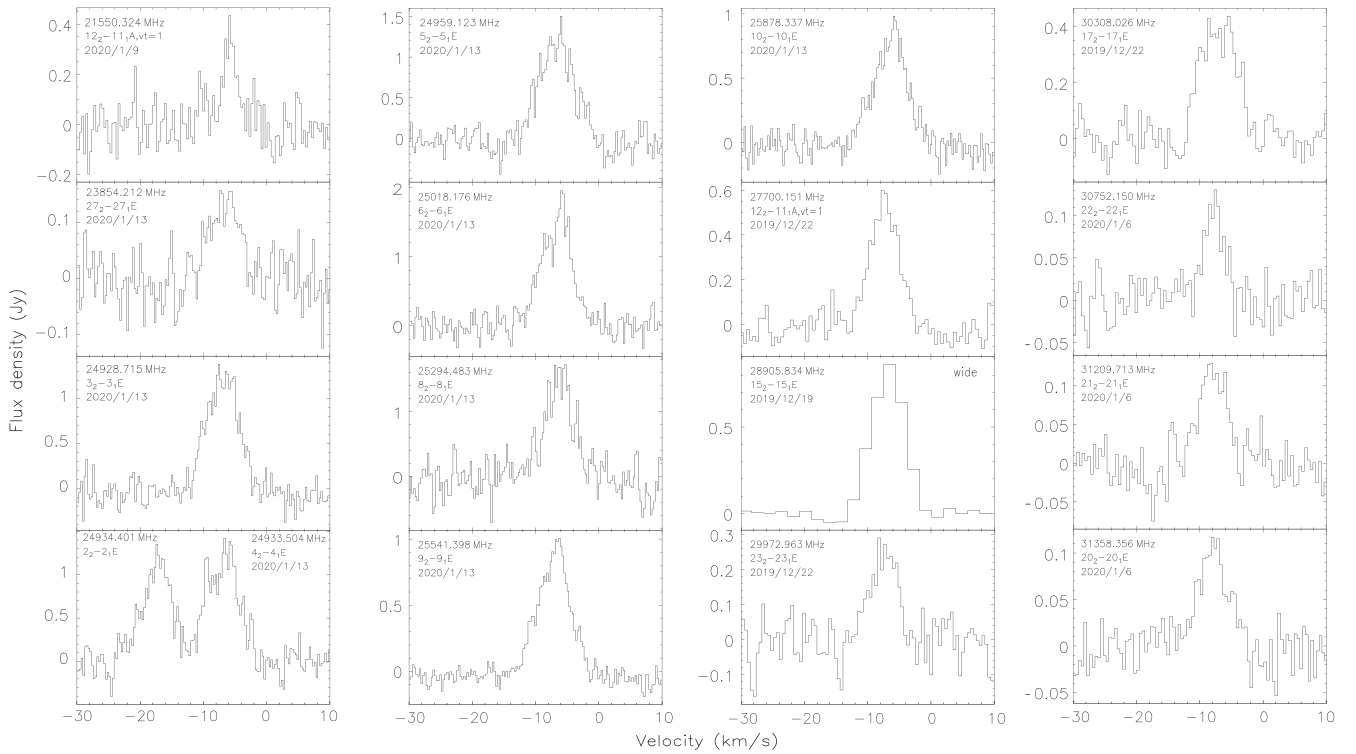 21550.324 MHz
12₂−11₁A,vt=1
2020/1/9
0.4
0.2
0
−0.2
23854.212 MHz
27₂−27₁E
2020/1/13
0.1
0
−0.1
24928.715 MHz
3₂−3₁E
2020/1/13
1
0.5
0
24934.401 MHz
2₂−2₁E
24933.504 MHz
4₂−4₁E
2020/1/13
1
0.5
0
−30
−20
−10
0
10
24959.123 MHz
5₂−5₁E
2020/1/13
1.5
1
0.5
0
25018.176 MHz
6₂−6₁E
2020/1/13
2
1
0
25294.483 MHz
8₂−8₁E
2020/1/13
1
0
25541.398 MHz
9₂−9₁E
2020/1/13
1
0.5
0
−30
−20
−10
0
10
25878.337 MHz
10₂−10₁E
2020/1/13
1
0.5
0
27700.151 MHz
12₂−11₁A,vt=1
2019/12/22
0.6
0.4
0.2
0
28905.834 MHz
15₂−15₁E
2019/12/19
wide
0.5
0
29972.963 MHz
23₂−23₁E
2019/12/22
0.3
0.2
0.1
0
−0.1
−30
−20
−10
0
10
30308.026 MHz
17₂−17₁E
2019/12/22
0.4
0.2
0
30752.150 MHz
22₂−22₁E
2020/1/6
0.1
0.05
0
−0.05
31209.713 MHz
21₂−21₁E
2020/1/6
0.1
0.05
0
−0.05
31358.356 MHz
20₂−20₁E
2020/1/6
0.1
0.05
0
−0.05
−30
−20
−10
0
10
Flux density (Jy)
Velocity (km/s)